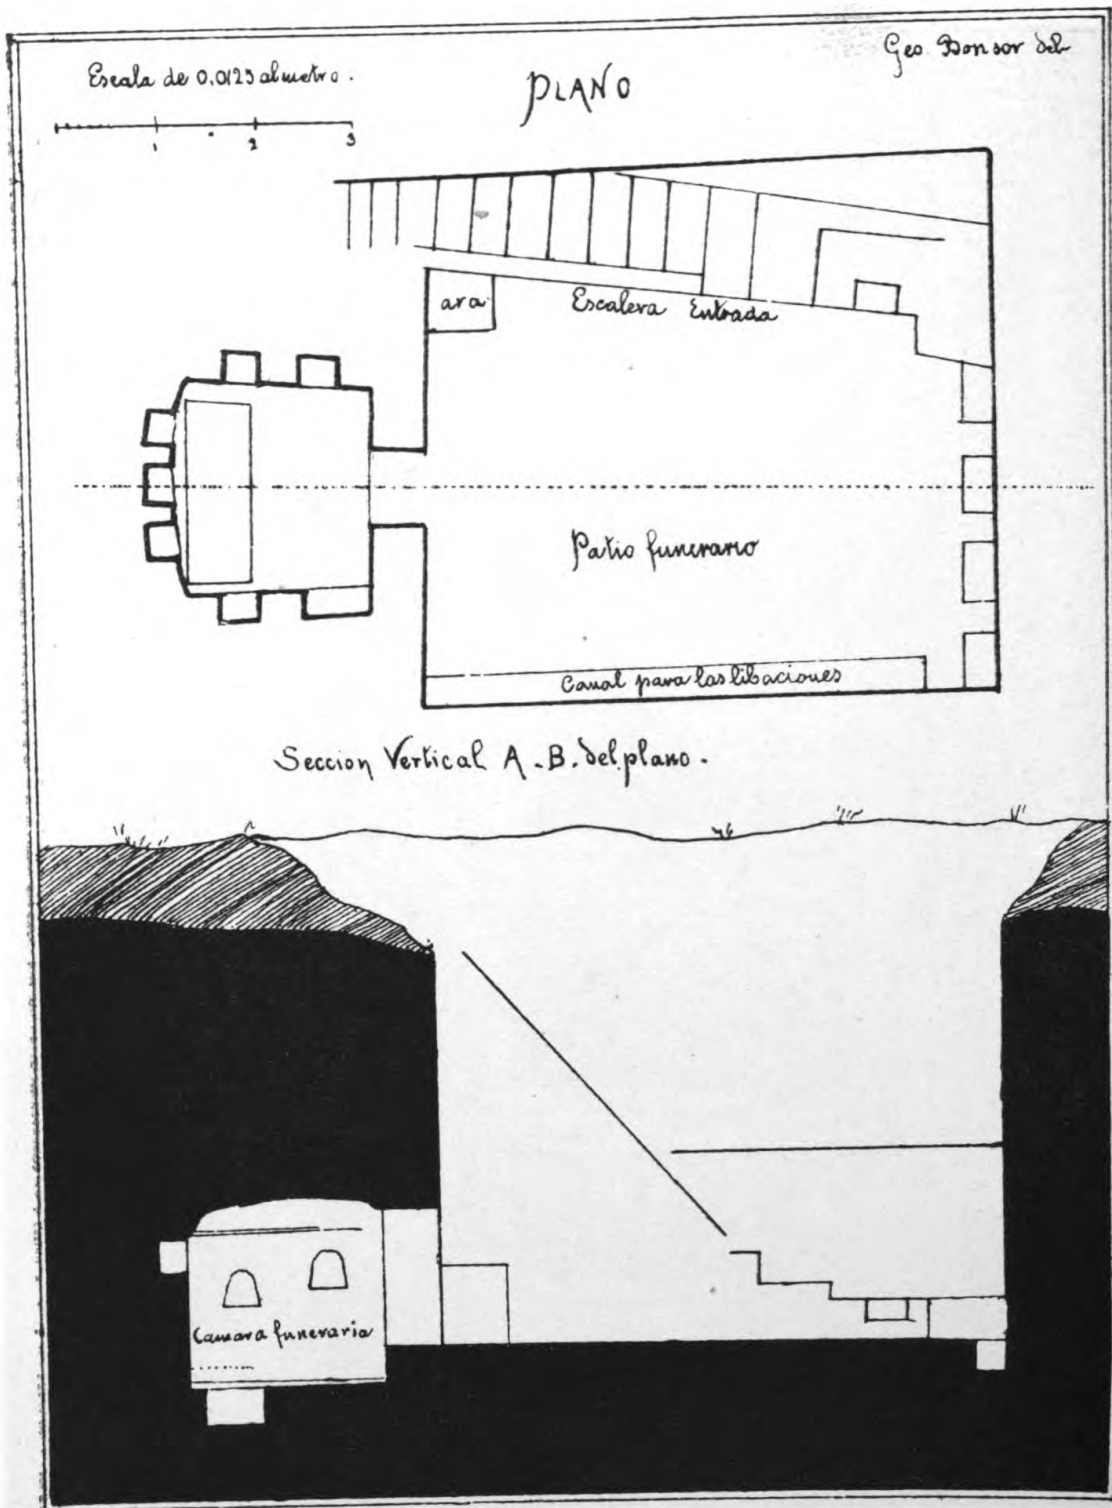 Escala de 0,0125 al metro.
Geo. Bonsor del
PLANO
1 2 3
ara
Escalera Entrada
Patio funerario
Canal para las libaciones
Seccion Vertical A-B. del plano.
Camara funeraria